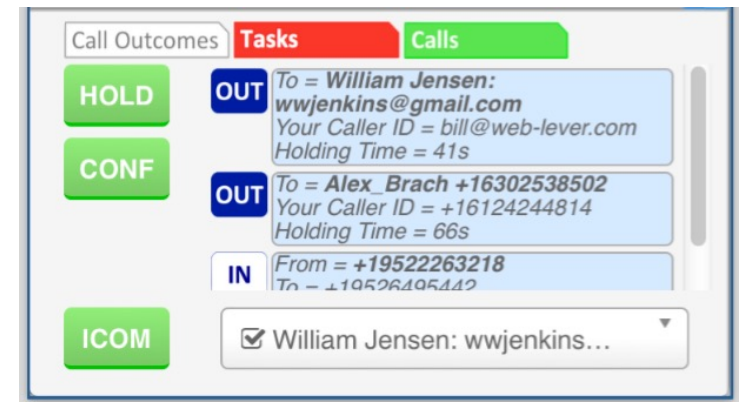 Call Outcomes Tasks Calls
HOLD
CONF
OUT
To = William Jensen:
wwjenkins@gmail.com
Your Caller ID = bill@web-lever.com
Holding Time = 41s
OUT
To = Alex_Brach +16302538502
Your Caller ID = +16124244814
Holding Time = 66s
IN
From = +19522263218
To = +19526495442
ICOM
William Jensen: wwjenkins...